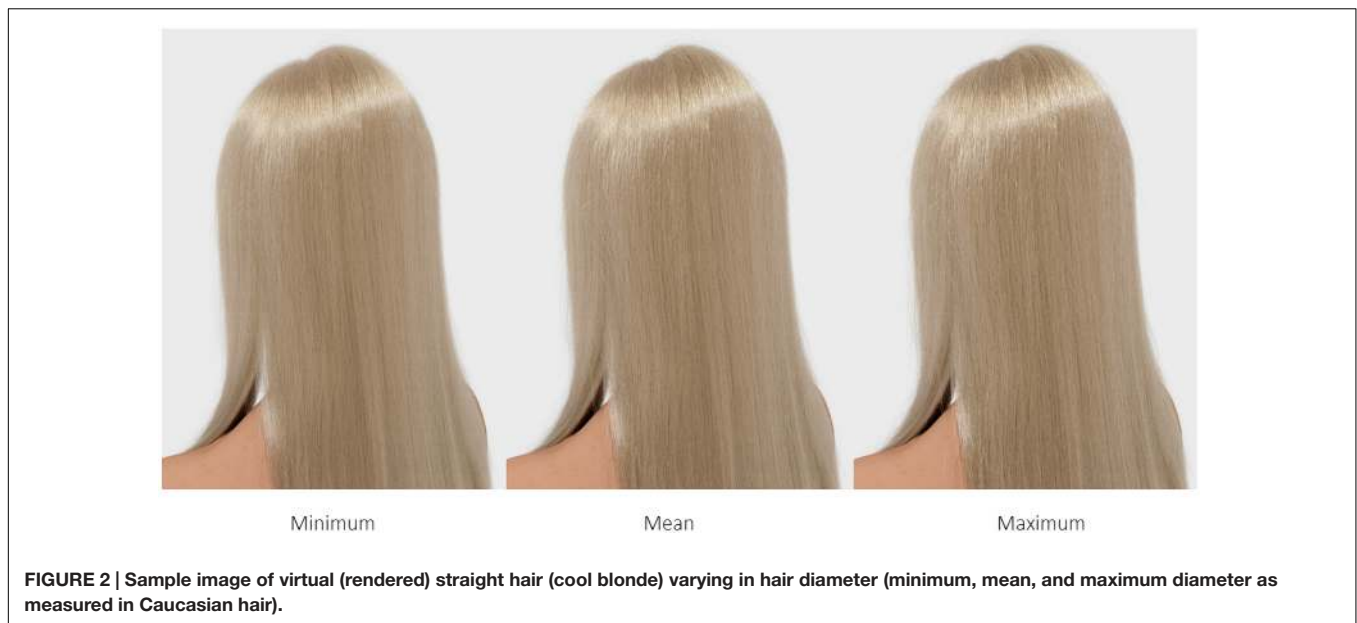 Minimum
Mean
Maximum
FIGURE 2 | Sample image of virtual (rendered) straight hair (cool blonde) varying in hair diameter (minimum, mean, and maximum diameter as
measured in Caucasian hair).